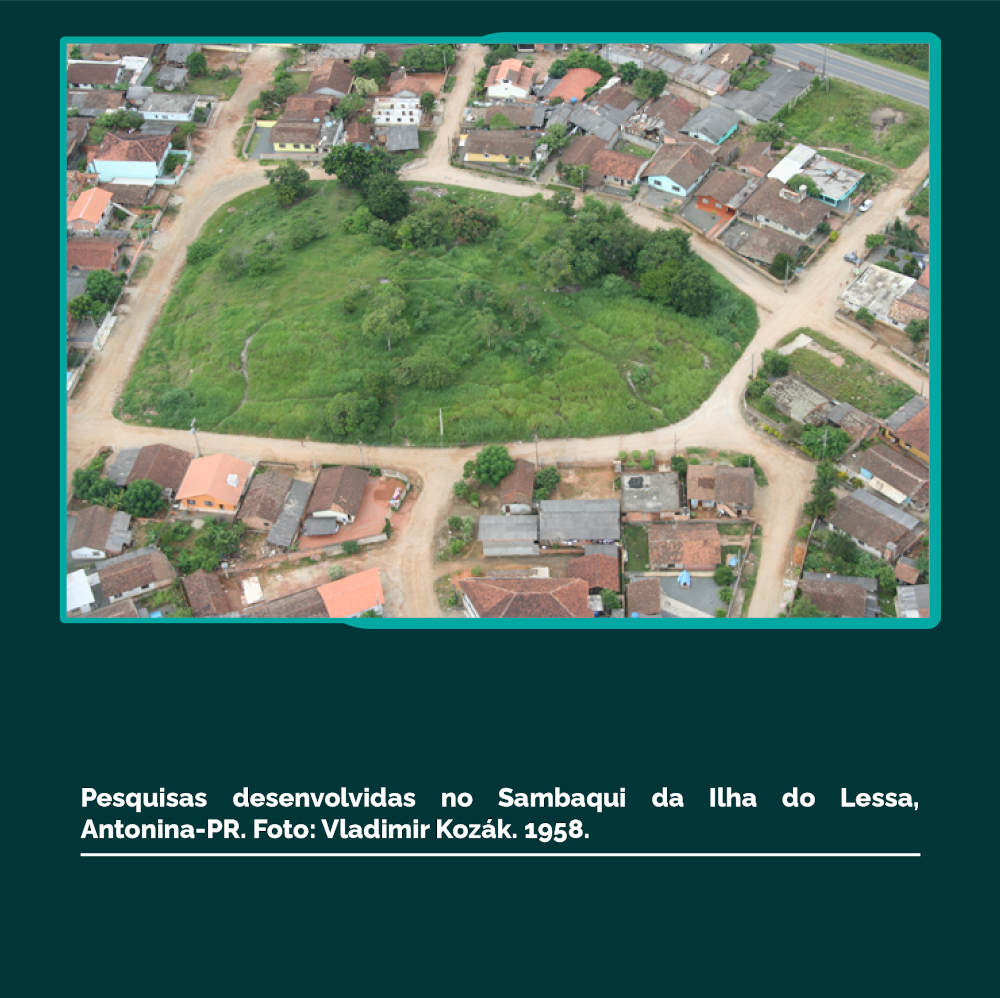 Pesquisas desenvolvidas no Sambaqui da Ilha do Lessa,
Antonina-PR. Foto: Vladimir Kozák. 1958.